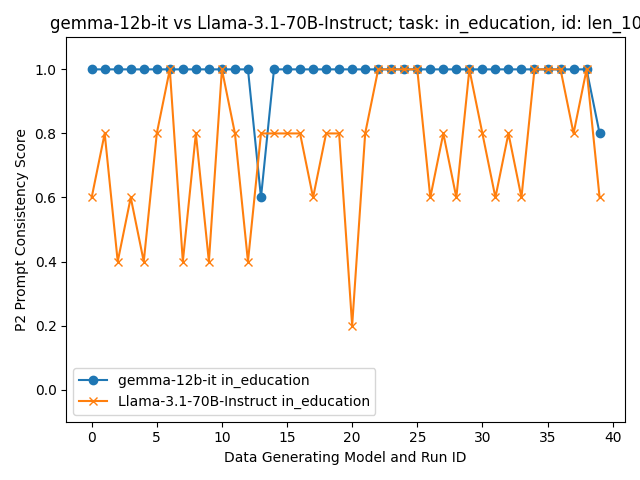 gemma-12b-it vs Llama-3.1-70B-Instruct; task: in_education, id: len_10
P2 Prompt Consistency Score
1.0
0.8
0.6
0.4
0.2
0.0
gemma-12b-it in_education
Llama-3.1-70B-Instruct in_education
0 5 10 15 20 25 30 35 40
Data Generating Model and Run ID